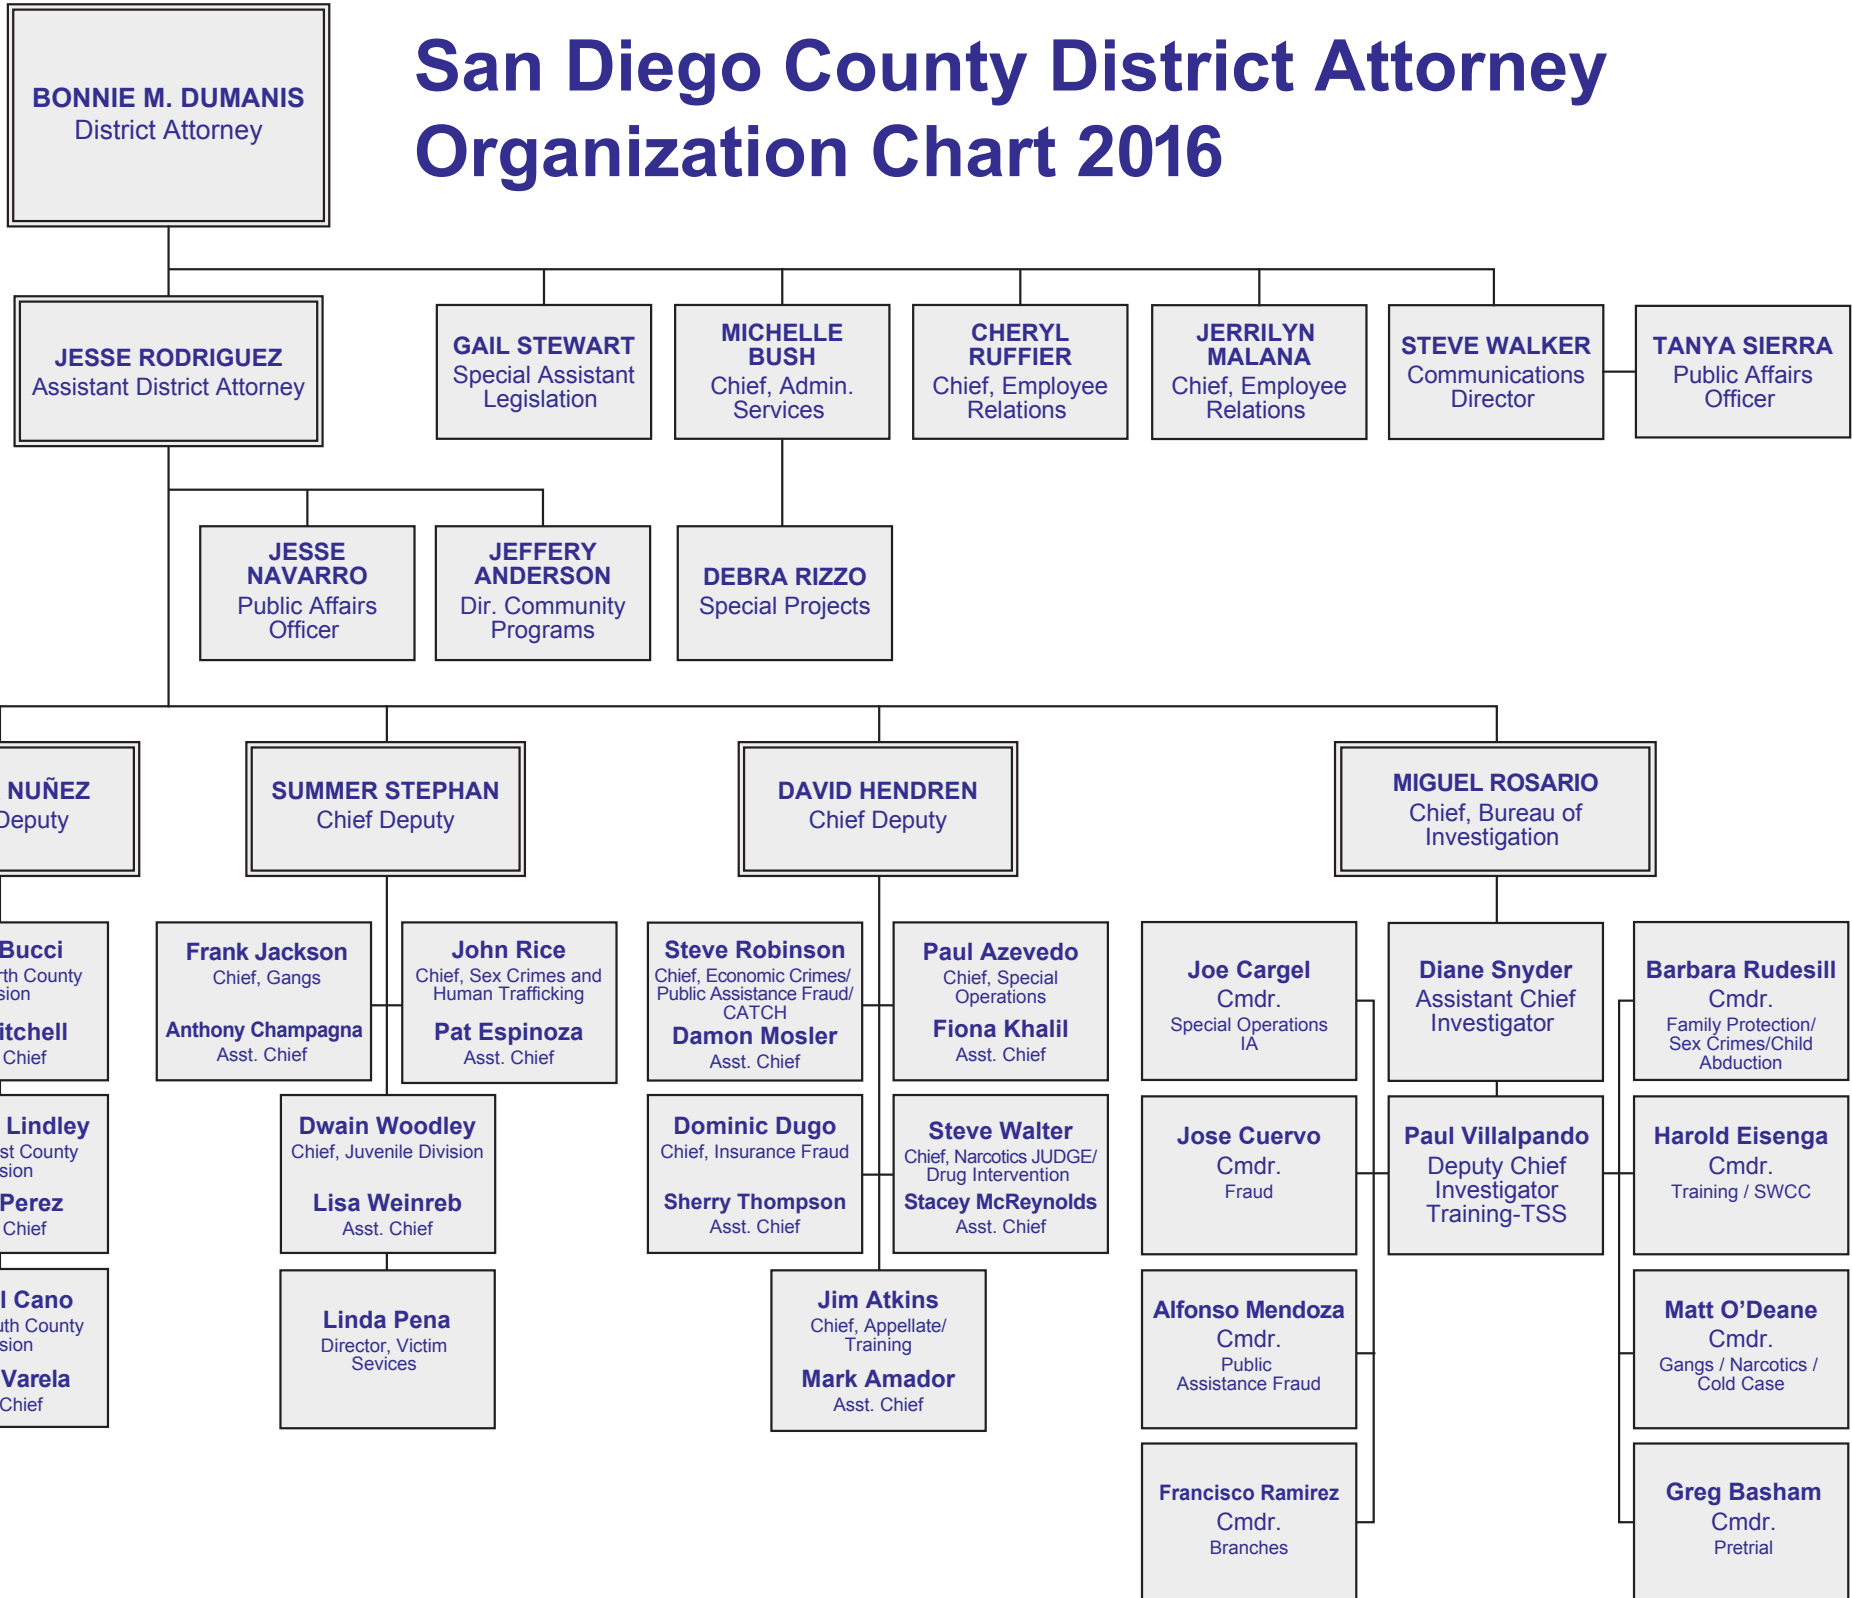 San Diego County District Attorney
Organization Chart 2016
BONNIE M. DUMANIS
District Attorney
JESSE RODRIGUEZ
Assistant District Attorney
GAIL STEWART
Special Assistant
Legislation
MICHELLE
BUSH
Chief, Admin.
Services
CHERYL
RUFFIER
Chief, Employee
Relations
JERRILYN
MALANA
Chief, Employee
Relations
STEVE WALKER
Communications
Director
TANYA SIERRA
Public Affairs
Officer
JESSE
NAVARRO
Public Affairs
Officer
JEFFERY
ANDERSON
Dir. Community
Programs
DEBRA RIZZO
Special Projects
NUÑEZ
Deputy
SUMMER STEPHAN
Chief Deputy
DAVID HENDREN
Chief Deputy
MIGUEL ROSARIO
Chief, Bureau of
Investigation
Bucci
County
Chief
Lindley
County
Perez
Chief
Cano
County
Varela
Chief
Frank Jackson
Chief, Gangs
Anthony Champagna
Asst. Chief
John Rice
Chief, Sex Crimes and
Human Trafficking
Pat Espinoza
Asst. Chief
Dwain Woodley
Chief, Juvenile Division
Lisa Weinreb
Asst. Chief
Linda Pena
Director, Victim
Sevices
Steve Robinson
Chief, Economic Crimes/
Public Assistance Fraud/
CATCH
Damon Mosler
Asst. Chief
Paul Azevedo
Chief, Special
Operations
Fiona Khalil
Asst. Chief
Dominic Dugo
Chief, Insurance Fraud
Sherry Thompson
Asst. Chief
Steve Walter
Chief, Narcotics JUDGE/
Drug Intervention
Stacey McReynolds
Asst. Chief
Jim Atkins
Chief, Appellate/
Training
Mark Amador
Asst. Chief
Joe Cargel
Cmdr.
Special Operations
IA
Diane Snyder
Assistant Chief
Investigator
Barbara Rudesill
Cmdr.
Family Protection/
Sex Crimes/Child
Abduction
Jose Cuervo
Cmdr.
Fraud
Paul Villalpando
Deputy Chief
Investigator
Training-TSS
Harold Eisenga
Cmdr.
Training / SWCC
Alfonso Mendoza
Cmdr.
Public
Assistance Fraud
Matt O’Deane
Cmdr.
Gangs / Narcotics /
Cold Case
Francisco Ramirez
Cmdr.
Branches
Greg Basham
Cmdr.
Pretrial